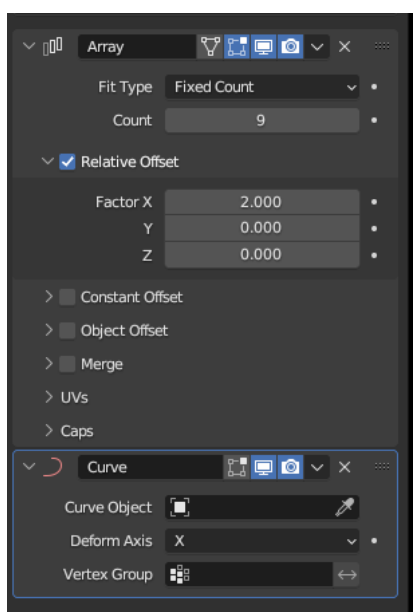 Array
Fit Type Fixed Count
Count 9
Relative Offset
Factor X 2.000
Y 0.000
Z 0.000
Constant Offset
Object Offset
Merge
UVs
Caps
Curve
Curve Object
Deform Axis X
Vertex Group